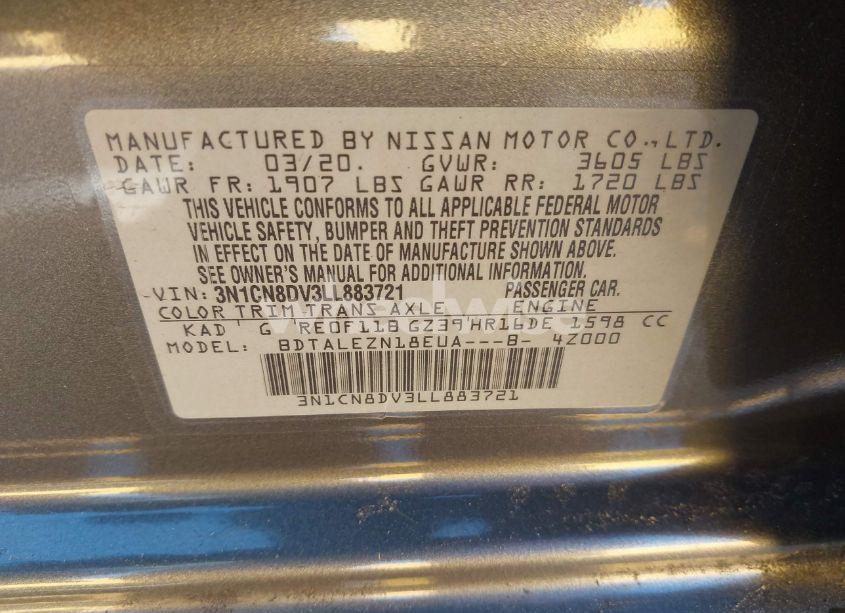 MANUFACTURED BY NISSAN MOTOR CO., LTD.
DATE: 03/20. GVWR: 3605 LBS
GAWR FR: 1907 LBS GAWR RR: 1720 LBS
THIS VEHICLE CONFORMS TO ALL APPLICABLE FEDERAL MOTOR
VEHICLE SAFETY, BUMPER AND THEFT PREVENTION STANDARDS
IN EFFECT ON THE DATE OF MANUFACTURE SHOWN ABOVE.
SEE OWNER'S MANUAL FOR ADDITIONAL INFORMATION.
VIN: 3N1CN8DV3LL883721 PASSENGER CAR.
COLOR TRIM TRANS AXLE ENGINE
KAD G RE0F11B GZ39 HR16DE 1598 CC
MODEL: BDTALEZN18EUA---B- 4Z000
3N1CN8DV3LL883721